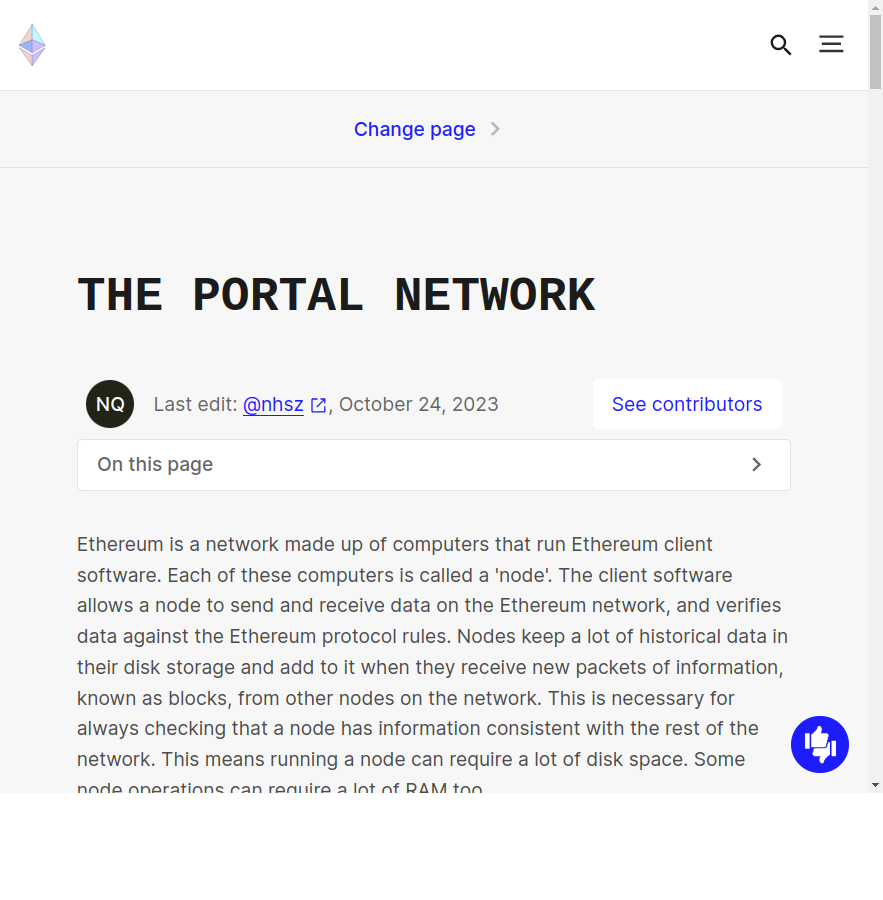 Change page
THE PORTAL NETWORK
NQ
Last edit: @nhsz, October 24, 2023
See contributors
On this page
Ethereum is a network made up of computers that run Ethereum client
software. Each of these computers is called a 'node'. The client software
allows a node to send and receive data on the Ethereum network, and verifies
data against the Ethereum protocol rules. Nodes keep a lot of historical data in
their disk storage and add to it when they receive new packets of information,
known as blocks, from other nodes on the network. This is necessary for
always checking that a node has information consistent with the rest of the
network. This means running a node can require a lot of disk space. Some
node operations can require a lot of RAM too.